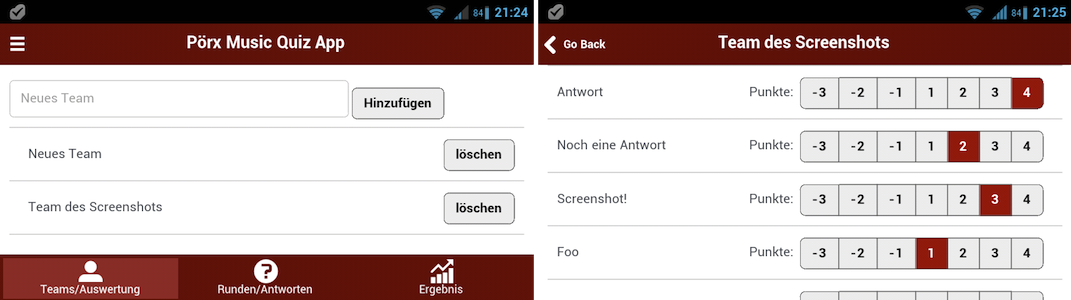 84 21:24
Pörx Music Quiz App
Neues Team Hinzufügen
Neues Team löschen
Team des Screenshots löschen
Teams/Auswertung Runden/Antworten Ergebnis
84 21:25
Go Back Team des Screenshots
Antwort Punkte: -3 -2 -1 1 2 3 4
Noch eine Antwort Punkte: -3 -2 -1 1 2 3 4
Screenshot! Punkte: -3 -2 -1 1 2 3 4
Foo Punkte: -3 -2 -1 1 2 3 4